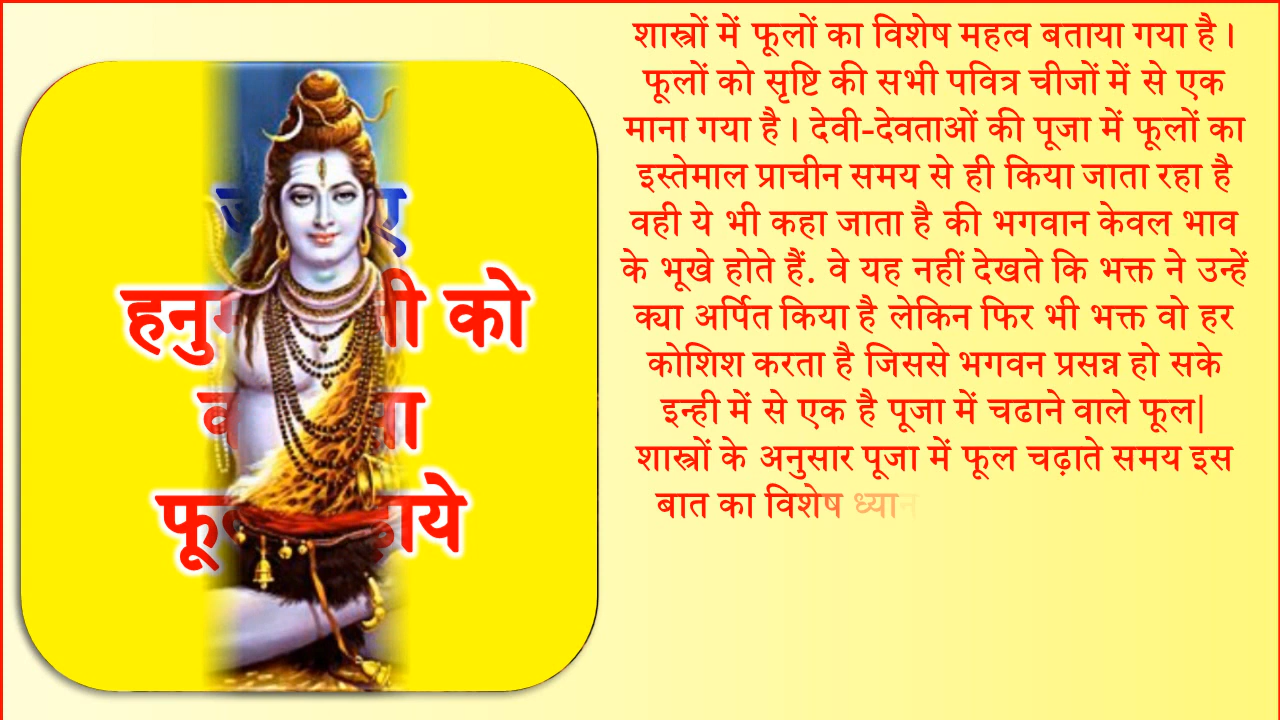 को
शास्त्रों में फूलों का विशेष महत्व बताया गया है ।
फूलों को सृष्टि की सभी पवित्र चीजों में से एक
माना गया है । देवी-देवताओं की पूजा में फूलों का
इस्तेमाल प्राचीन समय से ही किया जाता रहा है
वही ये भी कहा जाता है की भगवान केवल भाव
के भूखे होते हैं. वे यह नहीं देखते कि भक्त ने उन्हें
क्या अर्पित किया है लेकिन फिर भी भक्त वो हर
कोशिश करता है जिससे भगवन प्रसन्न हो सके
इन्ही में से एक है पूजा में चढाने वाले फूल|
शास्त्रों के अनुसार पूजा में फूल चढ़ाते समय इस
बात का विशेष ध्यान